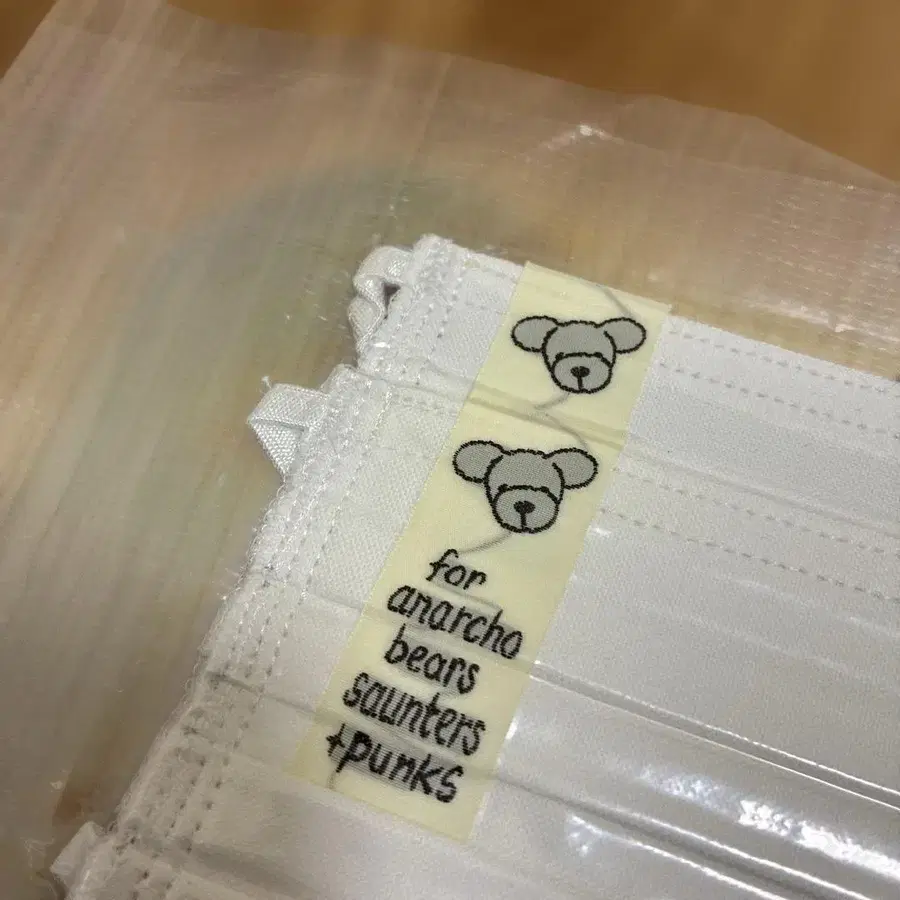 for
anarcho
bears
saunters
+punks